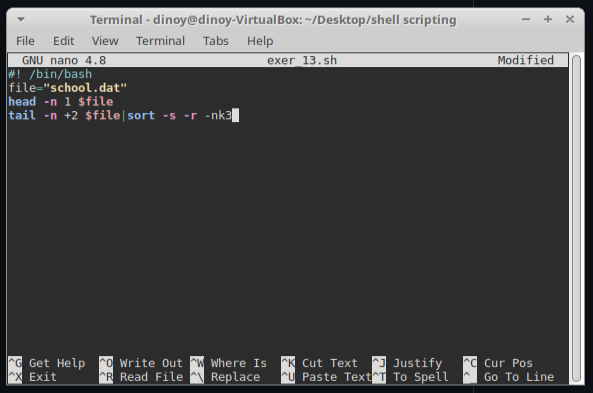 Terminal - dinoy@dinoy-VirtualBox: ~/Desktop/shell scripting
File Edit View Terminal Tabs Help
GNU nano 4.8 exer_13.sh Modified
#! /bin/bash
file="school.dat"
head -n 1 $file
tail -n +2 $file|sort -s -r -nk3
^G Get Help ^O Write Out ^W Where Is ^K Cut Text ^J Justify ^C Cur Pos
^X Exit ^R Read File ^\ Replace ^U Paste Text ^T To Spell ^_ Go To Line